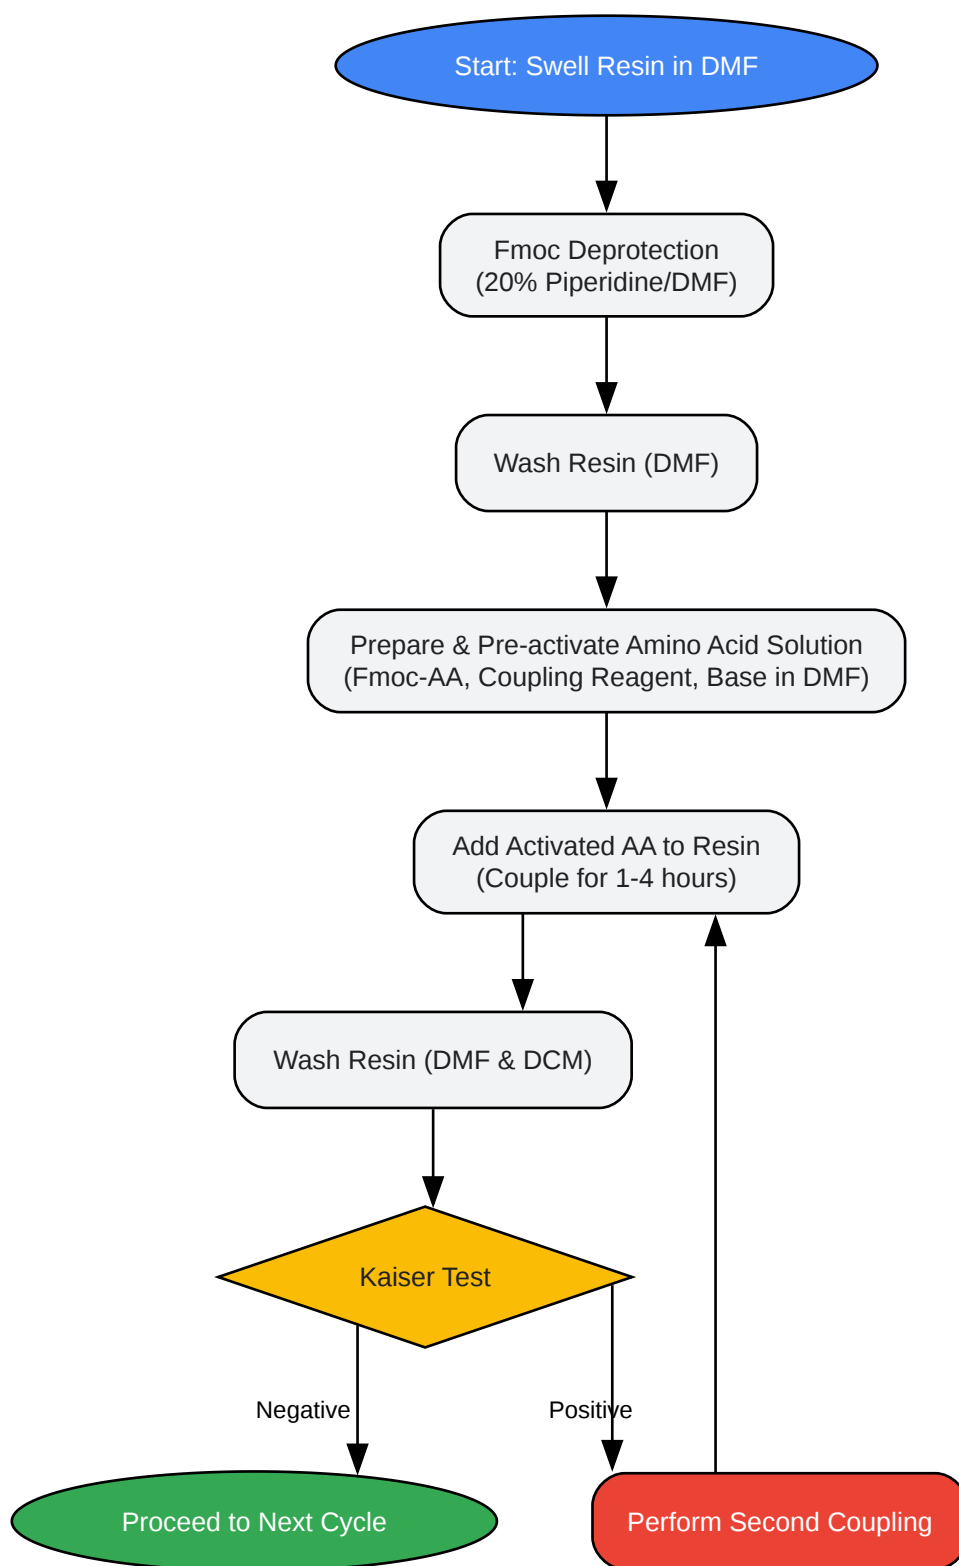 Start: Swell Resin in DMF
Fmoc Deprotection
(20% Piperidine/DMF)
Wash Resin (DMF)
Prepare & Pre-activate Amino Acid Solution
(Fmoc-AA, Coupling Reagent, Base in DMF)
Add Activated AA to Resin
(Couple for 1-4 hours)
Wash Resin (DMF & DCM)
Kaiser Test
Negative
Positive
Proceed to Next Cycle
Perform Second Coupling